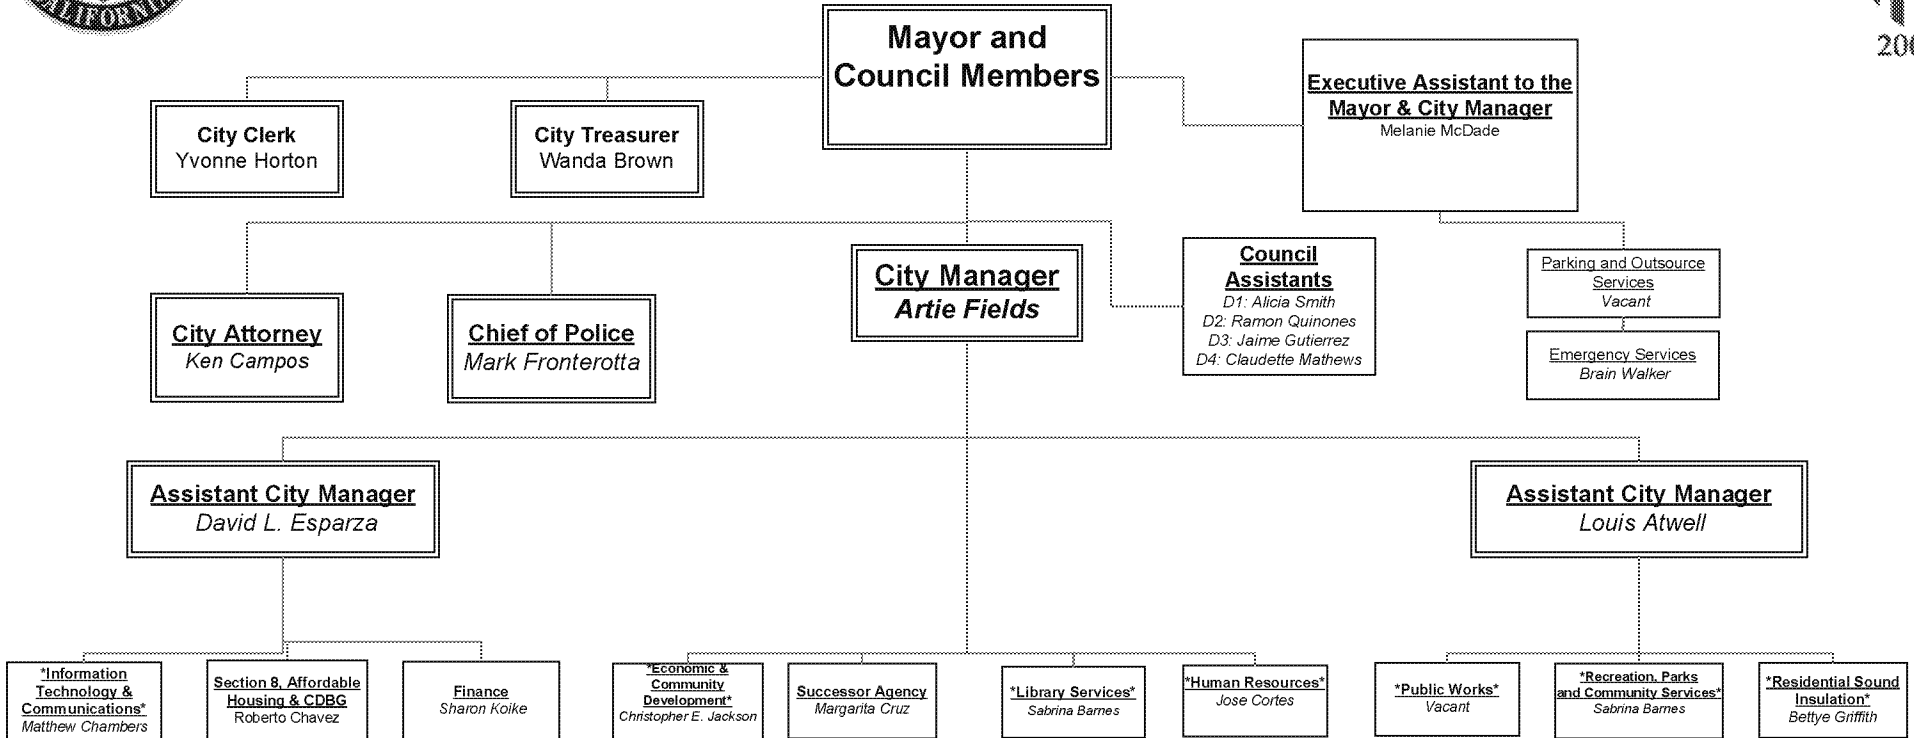 CALIFORNIA
Mayor and
Council Members
Executive Assistant to the
Mayor & City Manager
Melanie McDade
City Clerk
Yvonne Horton
City Treasurer
Wanda Brown
City Attorney
Ken Campos
Chief of Police
Mark Fronterotta
City Manager
Artie Fields
Council
Assistants
D1: Alicia Smith
D2: Ramon Quinones
D3: Jaime Gutierrez
D4: Claudette Mathews
Parking and Outsource
Services
Vacant
Emergency Services
Brain Walker
Assistant City Manager
David L. Esparza
Assistant City Manager
Louis Atwell
*Information
Technology &
Communications*
Matthew Chambers
Section 8, Affordable
Housing & CDBG
Roberto Chavez
Finance
Sharon Koike
*Economic &
Community
Development*
Christopher E. Jackson
Successor Agency
Margarita Cruz
*Library Services*
Sabrina Barnes
*Human Resources*
Jose Cortes
*Public Works*
Vacant
*Recreation, Parks
and Community Services*
Sabrina Barnes
*Residential Sound
Insulation*
Bettye Griffith